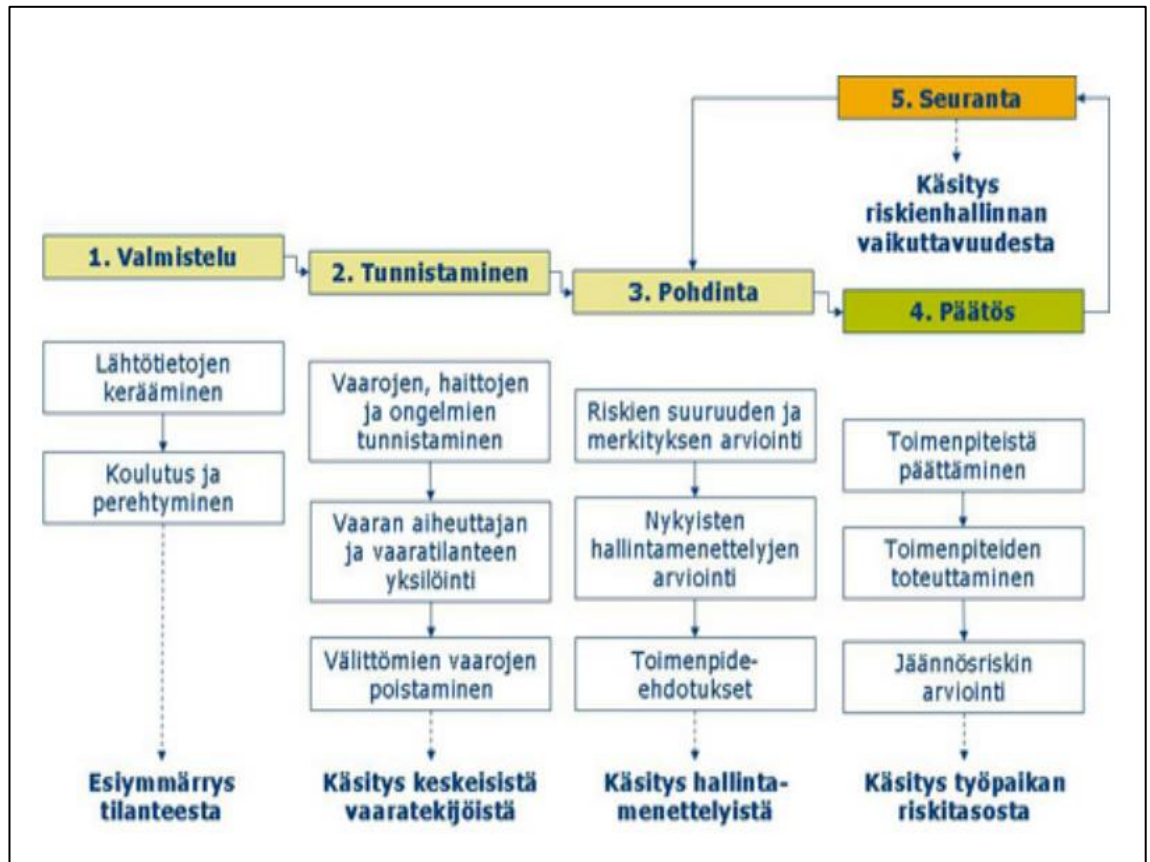 5. Seuranta
Käsitys
riskienhallinnan
vaikuttavuudesta
1. Valmistelu
2. Tunnistaminen
3. Pohdinta
4. Päätös
Lähtötietojen
kerääminen
Koulutus ja
perehtyminen
Esiymmärrys
tilanteesta
Vaarojen, haittojen
ja ongelmien
tunnistaminen
Vaaran aiheuttajan
ja vaaratilanteen
yksilöinti
Välittömien vaarojen
poistaminen
Käsitys keskeisistä
vaaratekijöistä
Riskien suuruuden ja
merkityksen arviointi
Nykyisten
hallintamenettelyjen
arviointi
Toimenpide-
ehdotukset
Käsitys hallinta-
menettelyistä
Toimenpiteistä
päättäminen
Toimenpiteiden
toteuttaminen
Jäännösriskin
arviointi
Käsitys työpaikan
riskitasosta